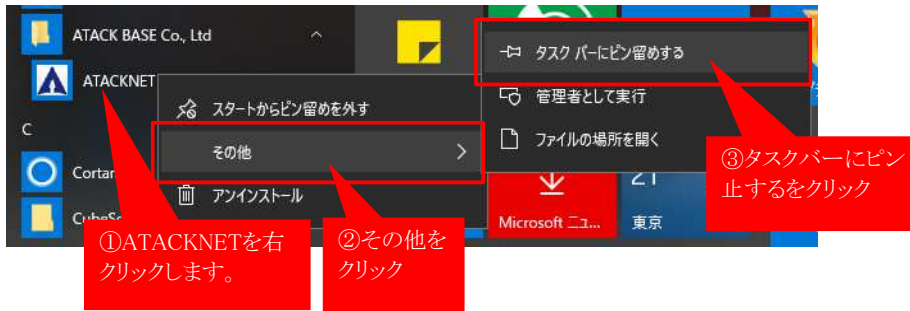 ATACK BASE Co., Ltd
ATACKNET
C
スタートからピン留めを外す
その他
アンインストール
タスク バーにピン留めする
管理者として実行
ファイルの場所を開く
Microsoft ニュ...
21
東京
①ATACKNETを右
クリックします。
②その他を
クリック
③タスクバーにピン
止するをクリック